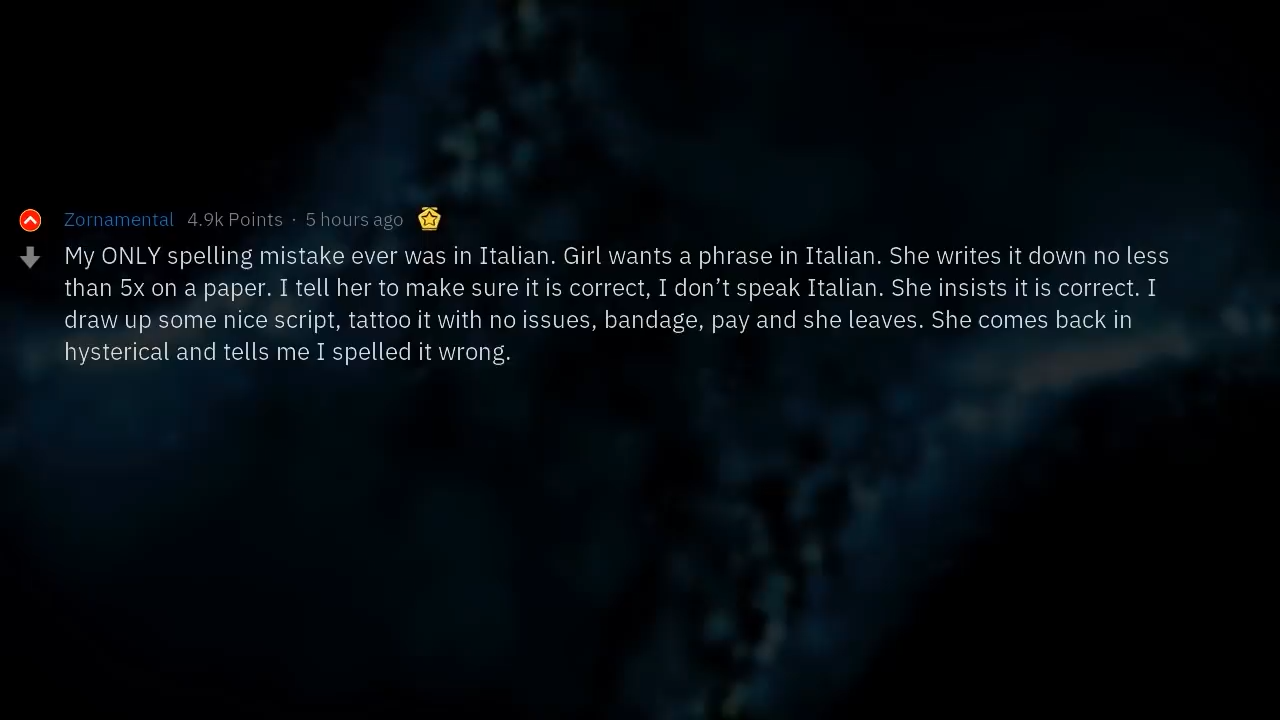 Zornamental 4.9k Points · 5 hours ago
My ONLY spelling mistake ever was in Italian. Girl wants a phrase in Italian. She writes it down no less
than 5x on a paper. I tell her to make sure it is correct, I don’t speak Italian. She insists it is correct. I
draw up some nice script, tattoo it with no issues, bandage, pay and she leaves. She comes back in
hysterical and tells me I spelled it wrong.